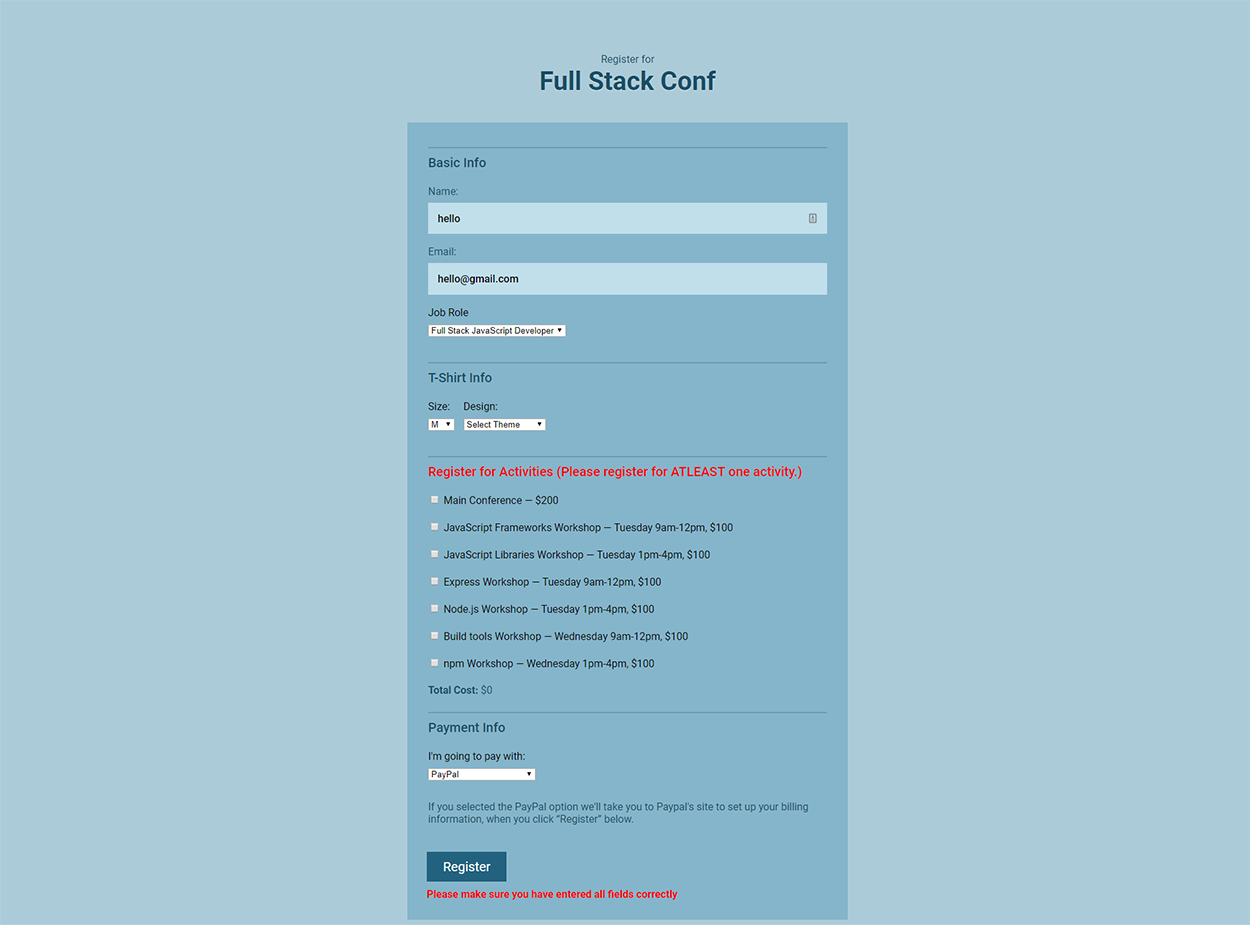 Register for
Full Stack Conf
Basic Info
Name:
hello
Email:
hello@gmail.com
Job Role
Full Stack JavaScript Developer
T-Shirt Info
Size: Design:
M Select Theme
Register for Activities (Please register for ATLEAST one activity.)
Main Conference — $200
JavaScript Frameworks Workshop — Tuesday 9am-12pm, $100
JavaScript Libraries Workshop — Tuesday 1pm-4pm, $100
Express Workshop — Tuesday 9am-12pm, $100
Node.js Workshop — Tuesday 1pm-4pm, $100
Build tools Workshop — Wednesday 9am-12pm, $100
npm Workshop — Wednesday 1pm-4pm, $100
Total Cost: $0
Payment Info
I'm going to pay with:
PayPal
If you selected the PayPal option we'll take you to Paypal's site to set up your billing
information, when you click “Register” below.
Register
Please make sure you have entered all fields correctly